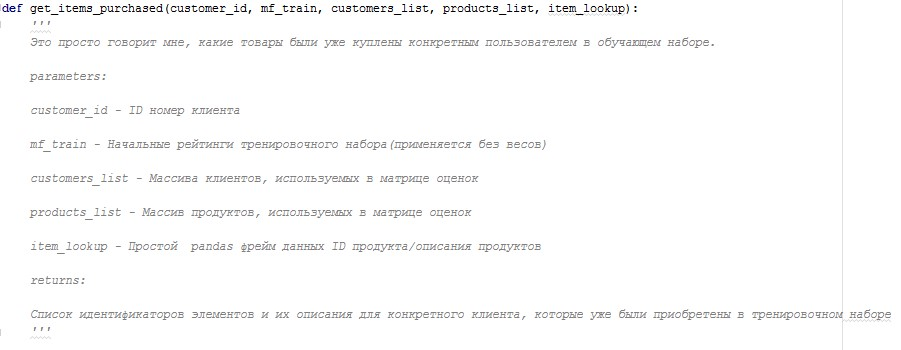 def get_items_purchased(customer_id, mf_train, customers_list, products_list, item_lookup):
'''
Это просто говорит мне, какие товары были уже куплены конкретным пользователем в обучающем наборе.
parameters:
customer_id - ID номер клиента
mf_train - Начальные рейтинги тренировочного набора(применяется без весов)
customers_list - Массива клиентов, используемых в матрице оценок
products_list - Массив продуктов, используемых в матрице оценок
item_lookup - Простой  pandas фрейм данных ID продукта/описания продуктов
returns:
Список идентификаторов элементов и их описания для конкретного клиента, которые уже были приобретены в тренировочном наборе
'''